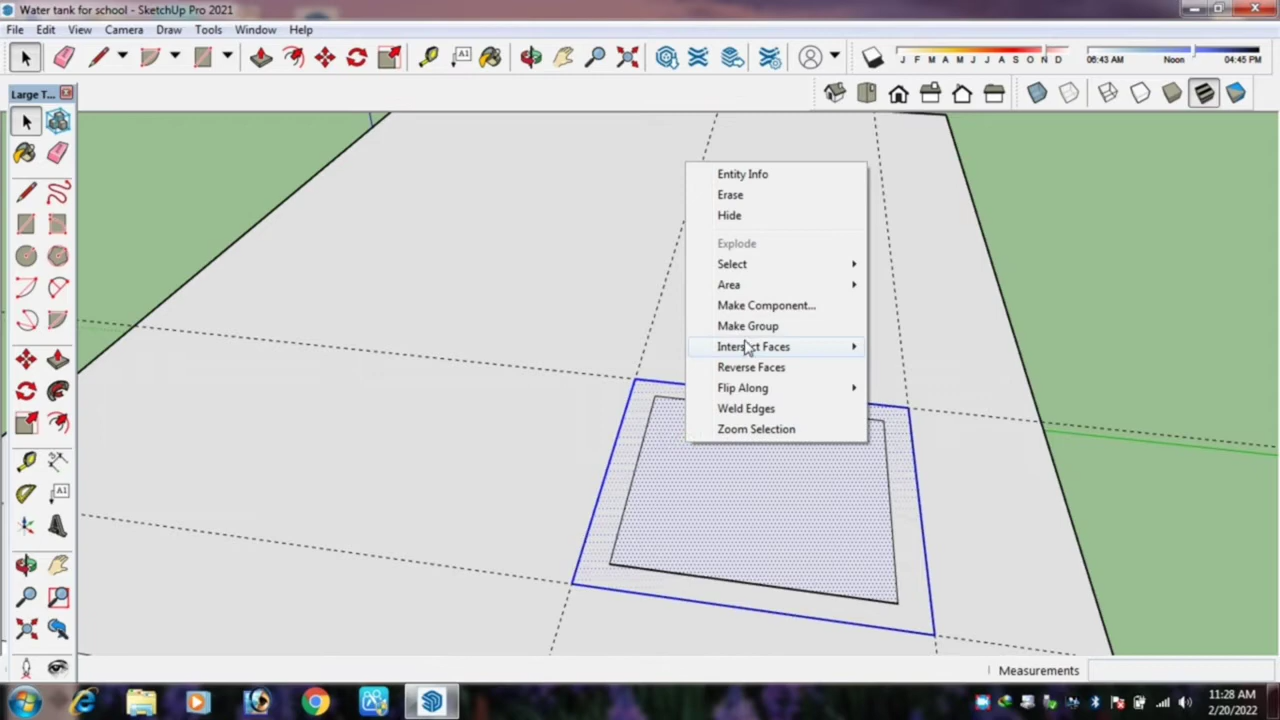 Water tank for school - SketchUp Pro 2021
File Edit View Camera Draw Tools Window Help
A1
J F M A M J J A S O N D
06:43 AM Noon 04:45 PM
Large T...
Entity Info
Erase
Hide
Explode
Select
Area
Make Component...
Make Group
Intersect Faces
Reverse Faces
Flip Along
Weld Edges
Zoom Selection
A1
Measurements
11:28 AM
2/20/2022